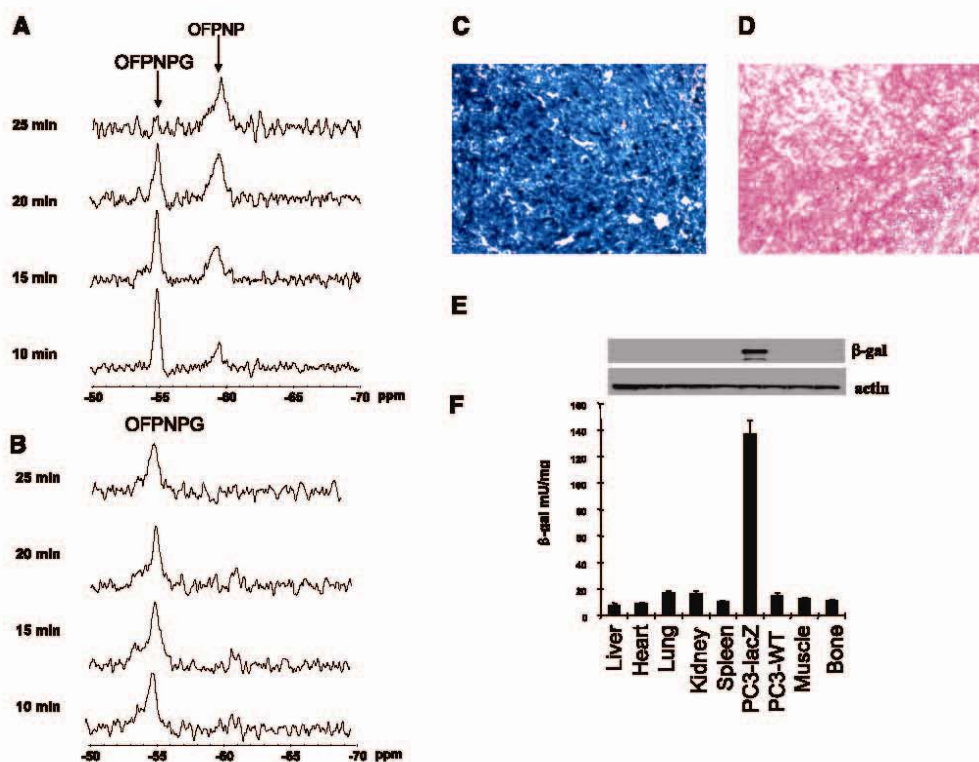 A
OFPNP
OFPNPG
25 min
20 min
15 min
10 min
-50 -55 -60 -65 ppm -70
B
OFPNPG
25 min
20 min
15 min
10 min
-50 -55 -60 -65 ppm -70
C
D
E
β-gal
actin
F
β-gal mU/mg
160
140
120
100
80
60
40
20
0
Liver
Heart
Lung
Kidney
Spleen
PC3-lacZ
PC3-WT
Muscle
Bone